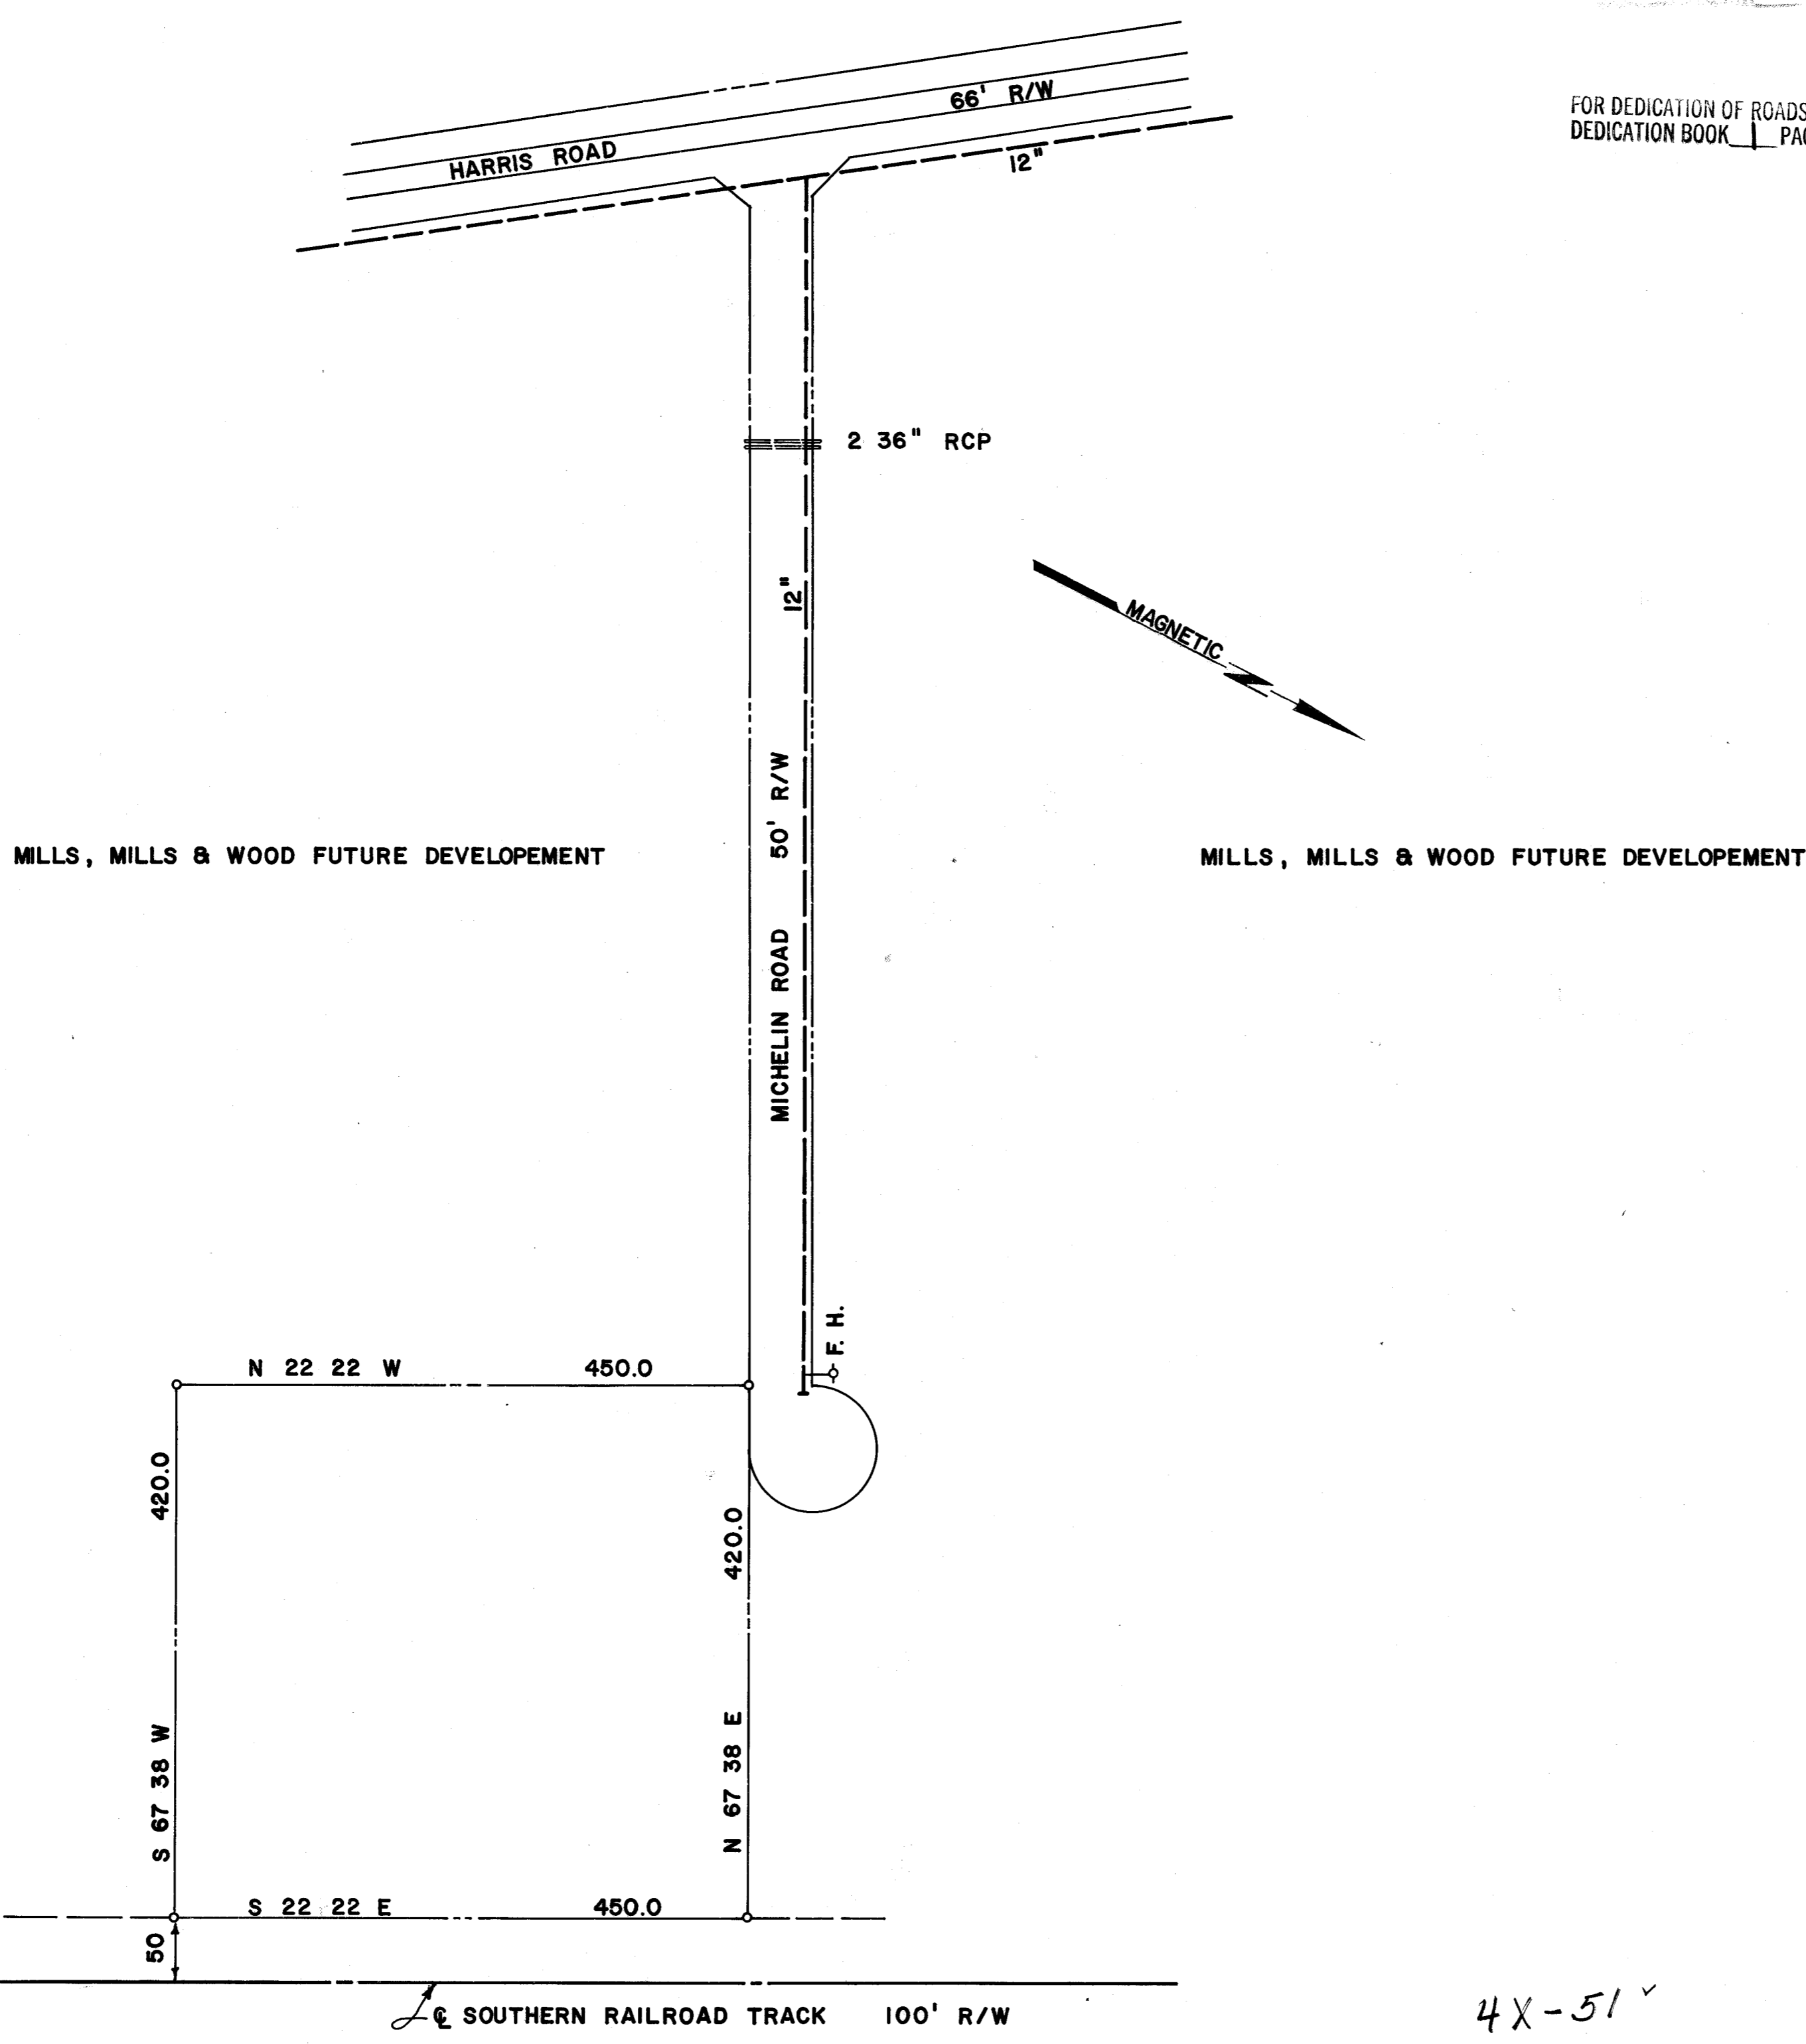 66' R/W
FOR DEDICATION OF ROADS
DEDICATION BOOK 1 PAG
HARRIS ROAD
12"
2 36" RCP
12"
MAGNETIC
50' R/W
MILLS, MILLS & WOOD FUTURE DEVELOPEMENT
MILLS, MILLS & WOOD FUTURE DEVELOPEMENT
MICHELIN ROAD
F. H.
N 22 22 W 450.0
420.0
420.0
S 67 38 W
N 67 38 E
S 22 22 E 450.0
50
℄ SOUTHERN RAILROAD TRACK 100' R/W
4X-51